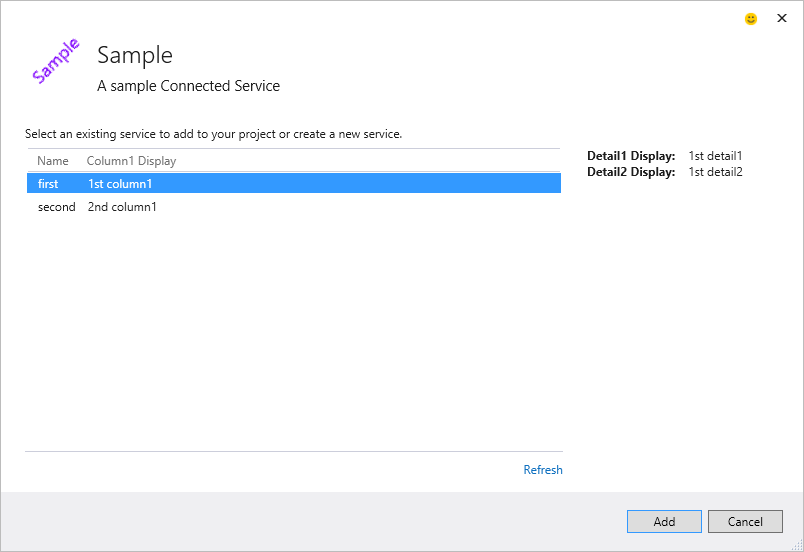 Sample
Sample
A sample Connected Service
Select an existing service to add to your project or create a new service.
Name Column1 Display
first 1st column1
second 2nd column1
Detail1 Display: 1st detail1
Detail2 Display: 1st detail2
Refresh
Add Cancel